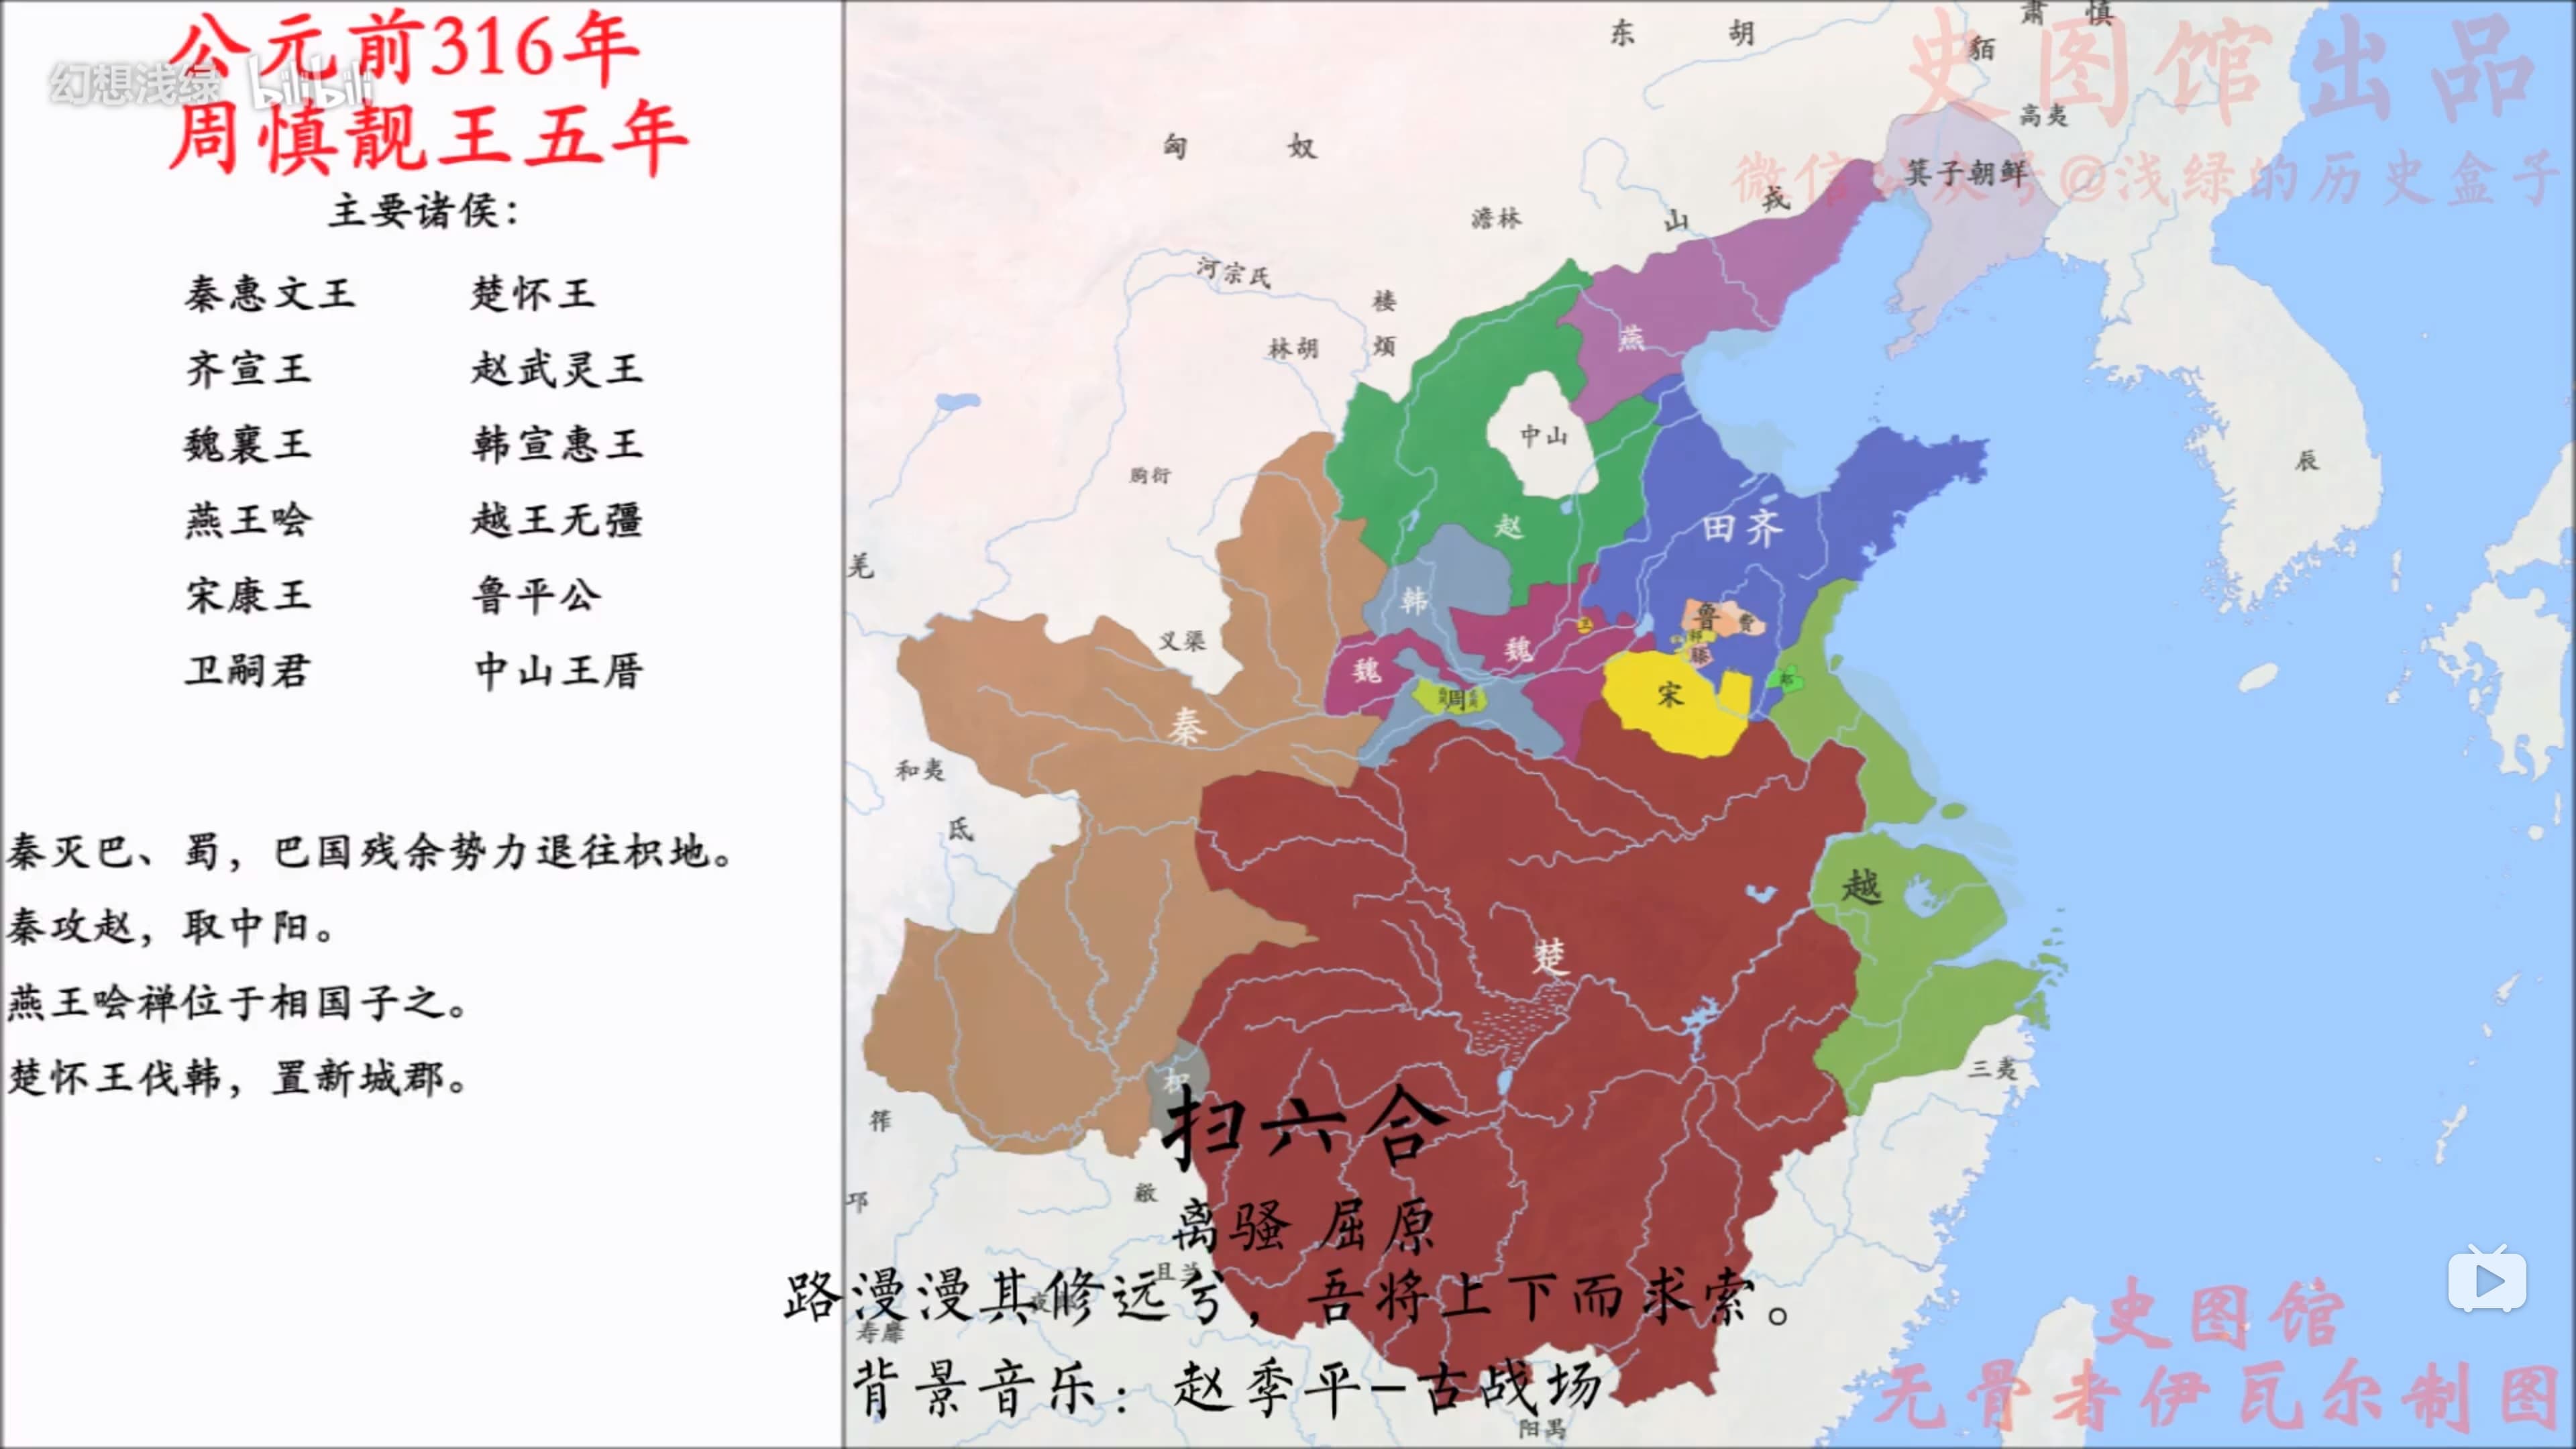 公元前316年
幻想浅绿 bilibili
周慎靓王五年
主要诸侯：
秦惠文王 楚怀王
齐宣王 赵武灵王
魏襄王 韩宣惠王
燕王哙 越王无彊
宋康王 鲁平公
卫嗣君 中山王厝
秦灭巴、蜀，巴国残余势力退往枳地。
秦攻赵，取中阳。
燕王哙禅位于相国子之。
楚怀王伐韩，置新城郡。
史图馆出品
微信公众号@浅绿的历史盒子
肃慎
东胡
貊
高夷
匈奴
箕子朝鲜
山戎
澹林
河宗氏
楼烦
林胡
燕
中山
朐衍
辰
赵
田齐
羌
韩
鲁
费
卫
邾
滕
义渠
魏
魏
周
宋
郯
秦
和夷
氐
越
楚
三夷
枳
筰
邛
鄨
且兰
夜郎
寿靡
阳禺
扫六合
离骚 屈原
路漫漫其修远兮，吾将上下而求索。
背景音乐：赵季平-古战场
史图馆
无骨者伊瓦尔制图